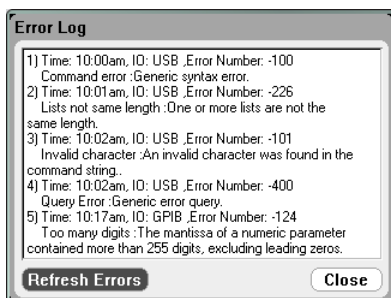 Error Log
1) Time: 10:00am, IO: USB ,Error Number: -100
Command error :Generic syntax error.
2) Time: 10:01am, IO: USB ,Error Number: -226
Lists not same length :One or more lists are not the
same length.
3) Time: 10:02am, IO: USB ,Error Number: -101
Invalid character :An invalid character was found in the
command string..
4) Time: 10:02am, IO: USB ,Error Number: -400
Query Error :Generic error query.
5) Time: 10:17am, IO: GPIB ,Error Number: -124
Too many digits :The mantissa of a numeric parameter
contained more than 255 digits, excluding leading zeros.
Refresh Errors
Close